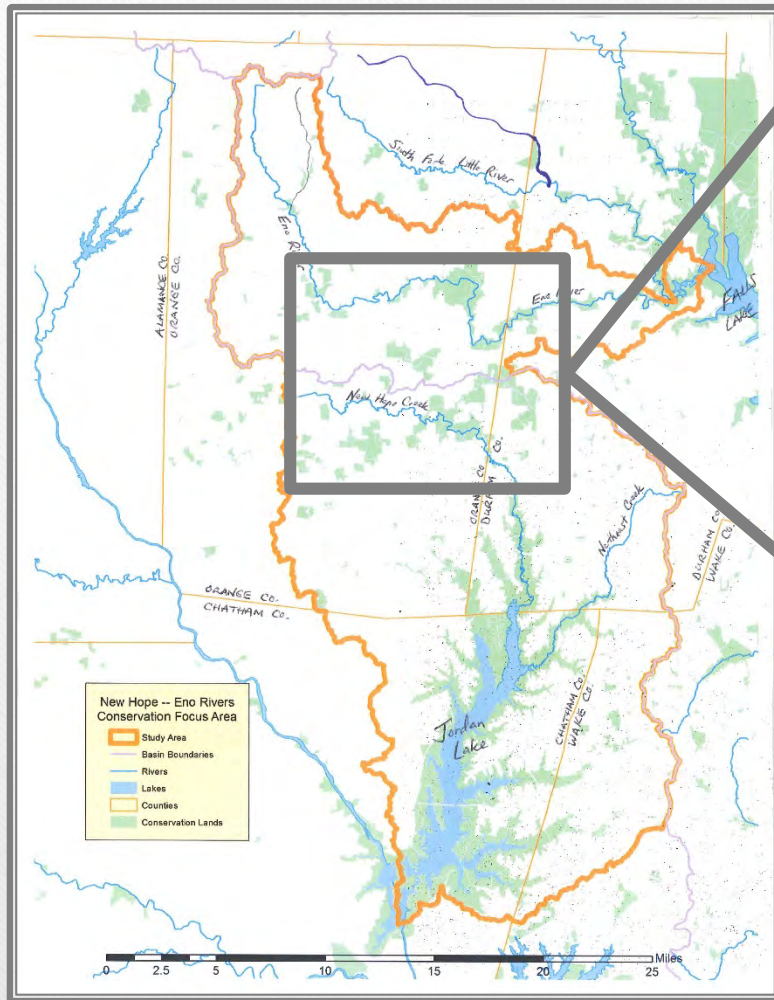 South Fork Little River
Eno River
ALAMANCE CO.
ORANGE CO.
Eno River
FALLS
LAKE
New Hope Creek
ORANGE CO.
DURHAM CO.
Northeast Creek
DURHAM CO.
WAKE CO.
ORANGE CO.
CHATHAM CO.
CHATHAM CO.
WAKE CO.
Jordan
Lake
New Hope -- Eno Rivers
Conservation Focus Area
Study Area
Basin Boundaries
Rivers
Lakes
Counties
Conservation Lands
0 2.5 5 10 15 20 25 Miles